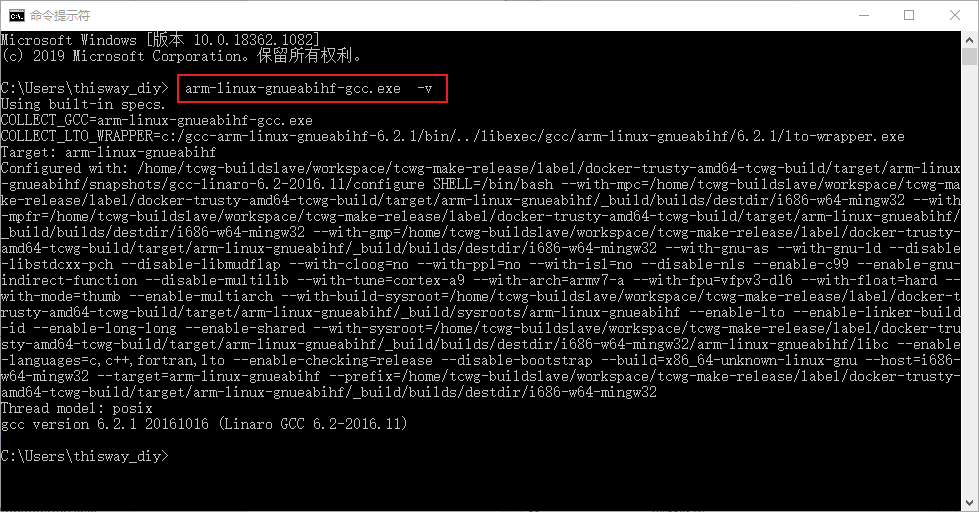 命令提示符
Microsoft Windows [版本 10.0.18362.1082]
(c) 2019 Microsoft Corporation。保留所有权利。
C:\Users\thisway_diy> arm-linux-gnueabihf-gcc.exe  -v
Using built-in specs.
COLLECT_GCC=arm-linux-gnueabihf-gcc.exe
COLLECT_LTO_WRAPPER=c:/gcc-arm-linux-gnueabihf-6.2.1/bin/../libexec/gcc/arm-linux-gnueabihf/6.2.1/lto-wrapper.exe
Target: arm-linux-gnueabihf
Configured with: /home/tcwg-buildslave/workspace/tcwg-make-release/label/docker-trusty-amd64-tcwg-build/target/arm-linux
-gnueabihf/snapshots/gcc-linaro-6.2-2016.11/configure SHELL=/bin/bash --with-mpc=/home/tcwg-buildslave/workspace/tcwg-ma
ke-release/label/docker-trusty-amd64-tcwg-build/target/arm-linux-gnueabihf/_build/builds/destdir/i686-w64-mingw32 --with
-mpfr=/home/tcwg-buildslave/workspace/tcwg-make-release/label/docker-trusty-amd64-tcwg-build/target/arm-linux-gnueabihf/
_build/builds/destdir/i686-w64-mingw32 --with-gmp=/home/tcwg-buildslave/workspace/tcwg-make-release/label/docker-trusty-
amd64-tcwg-build/target/arm-linux-gnueabihf/_build/builds/destdir/i686-w64-mingw32 --with-gnu-as --with-gnu-ld --disable
-libstdcxx-pch --disable-libmudflap --with-cloog=no --with-ppl=no --with-isl=no --disable-nls --enable-c99 --enable-gnu-
indirect-function --disable-multilib --with-tune=cortex-a9 --with-arch=armv7-a --with-fpu=vfpv3-d16 --with-float=hard --
with-mode=thumb --enable-multiarch --with-build-sysroot=/home/tcwg-buildslave/workspace/tcwg-make-release/label/docker-t
rusty-amd64-tcwg-build/target/arm-linux-gnueabihf/_build/sysroots/arm-linux-gnueabihf --enable-lto --enable-linker-build
-id --enable-long-long --enable-shared --with-sysroot=/home/tcwg-buildslave/workspace/tcwg-make-release/label/docker-tru
sty-amd64-tcwg-build/target/arm-linux-gnueabihf/_build/builds/destdir/i686-w64-mingw32/arm-linux-gnueabihf/libc --enable
-languages=c,c++,fortran,lto --enable-checking=release --disable-bootstrap --build=x86_64-unknown-linux-gnu --host=i686-
w64-mingw32 --target=arm-linux-gnueabihf --prefix=/home/tcwg-buildslave/workspace/tcwg-make-release/label/docker-trusty-
amd64-tcwg-build/target/arm-linux-gnueabihf/_build/builds/destdir/i686-w64-mingw32
Thread model: posix
gcc version 6.2.1 20161016 (Linaro GCC 6.2-2016.11)
C:\Users\thisway_diy>